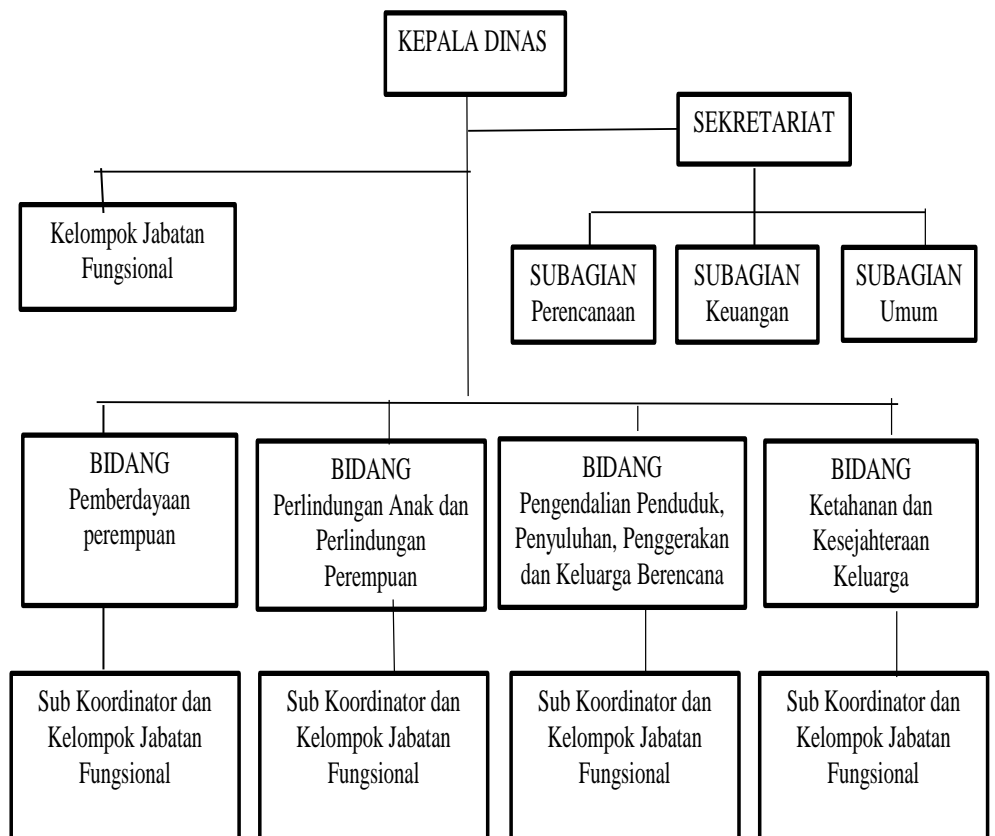 KEPALA DINAS
SEKRETARIAT
Kelompok Jabatan
Fungsional
SUBAGIAN
Perencanaan
SUBAGIAN
Keuangan
SUBAGIAN
Umum
BIDANG
Pemberdayaan
perempuan
BIDANG
Perlindungan Anak dan
Perlindungan
Perempuan
BIDANG
Pengendalian Penduduk,
Penyuluhan, Penggerakan
dan Keluarga Berencana
BIDANG
Ketahanan dan
Kesejahteraan
Keluarga
Sub Koordinator dan
Kelompok Jabatan
Fungsional
Sub Koordinator dan
Kelompok Jabatan
Fungsional
Sub Koordinator dan
Kelompok Jabatan
Fungsional
Sub Koordinator dan
Kelompok Jabatan
Fungsional